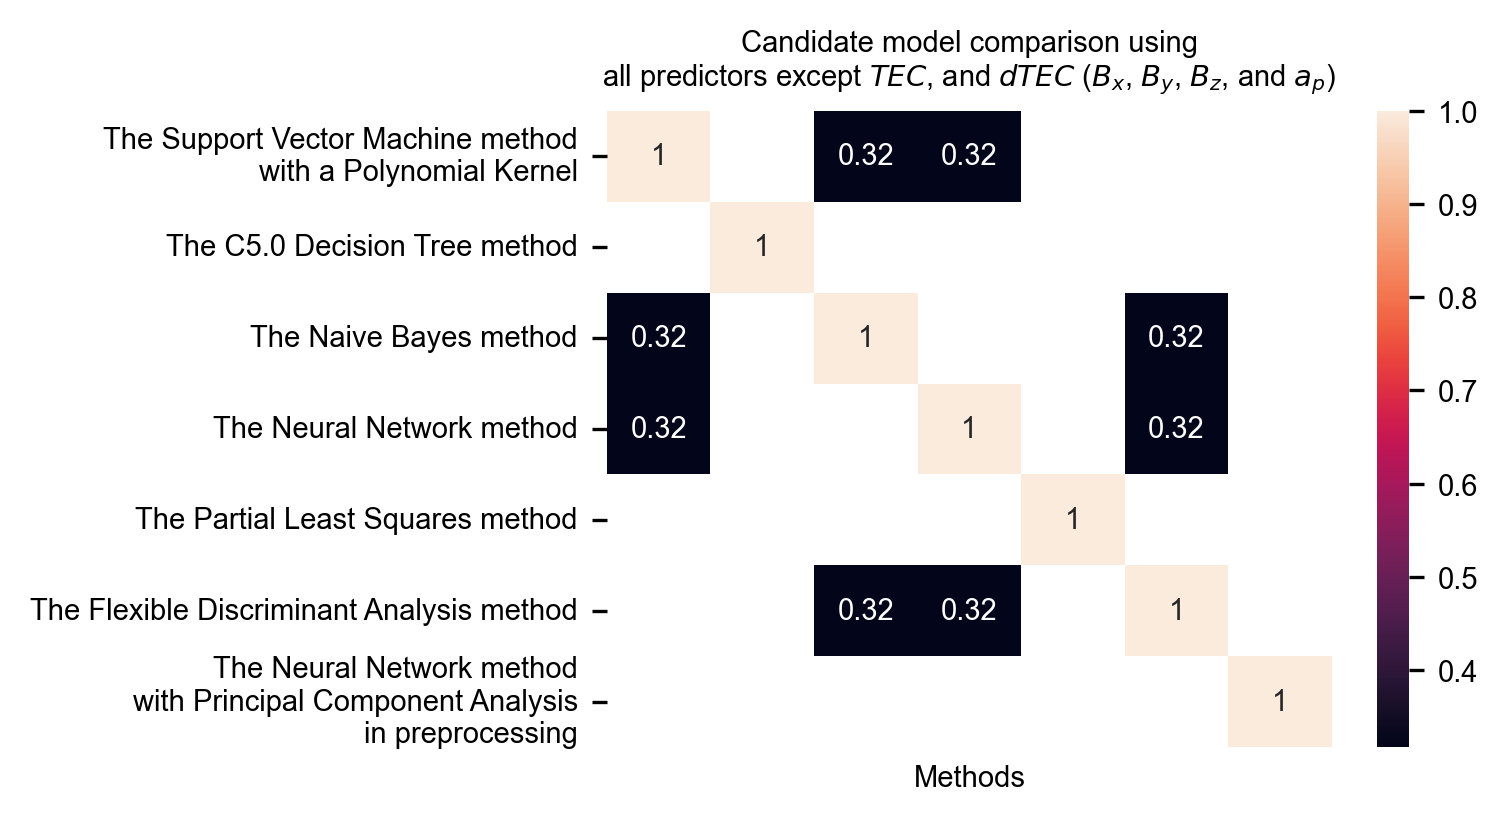 Candidate model comparison using
all predictors except TEC, and dTEC (Bₓ, B_y, B_z, and a_p)
The Support Vector Machine method
with a Polynomial Kernel
1
0.32
0.32
The C5.0 Decision Tree method
1
The Naive Bayes method
0.32
1
0.32
The Neural Network method
0.32
1
0.32
The Partial Least Squares method
1
The Flexible Discriminant Analysis method
0.32
0.32
1
The Neural Network method
with Principal Component Analysis
in preprocessing
1
Methods
1.0
0.9
0.8
0.7
0.6
0.5
0.4